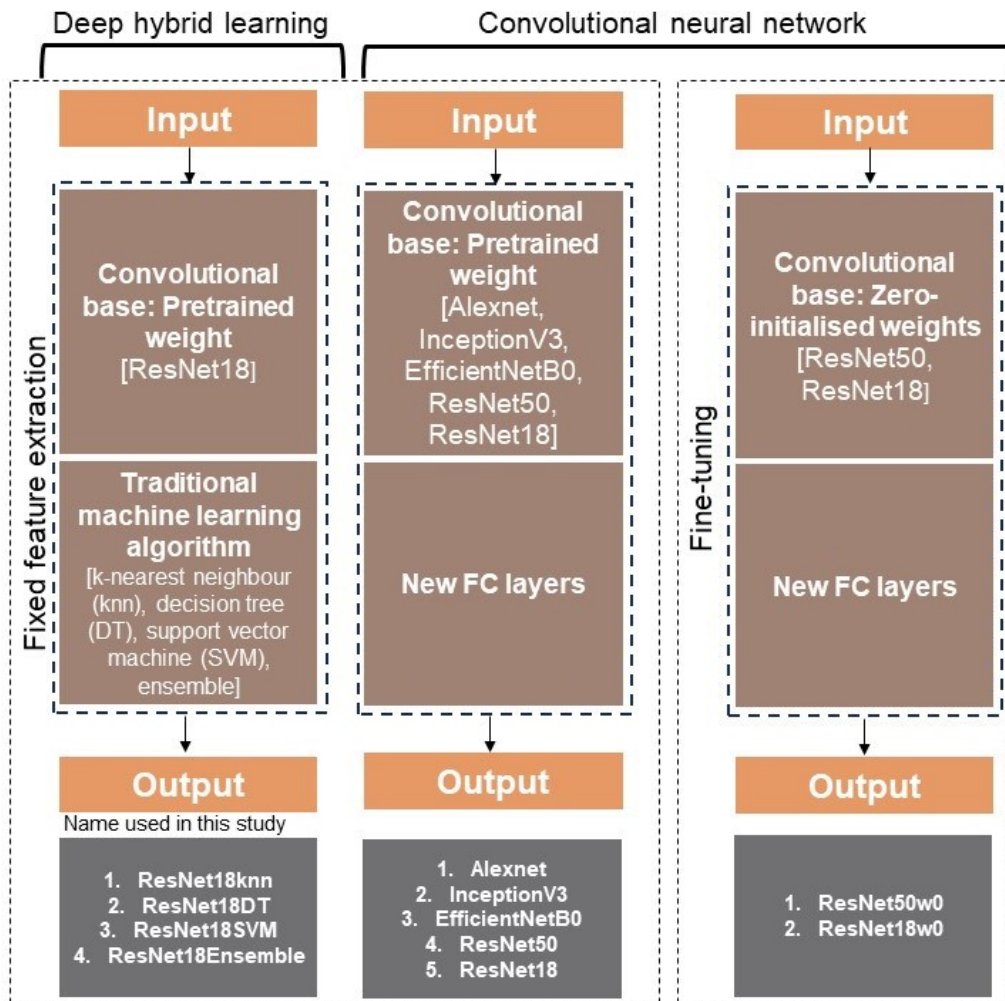 Deep hybrid learning
Convolutional neural network
Fixed feature extraction
Input
Convolutional
base: Pretrained
weight
[ResNet18]
Traditional
machine learning
algorithm
[k-nearest neighbour
(knn), decision tree
(DT), support vector
machine (SVM),
ensemble]
Output
Name used in this study
1. ResNet18knn
2. ResNet18DT
3. ResNet18SVM
4. ResNet18Ensemble
Input
Convolutional
base: Pretrained
weight
[Alexnet,
InceptionV3,
EfficientNetB0,
ResNet50,
ResNet18]
New FC layers
Output
1. Alexnet
2. InceptionV3
3. EfficientNetB0
4. ResNet50
5. ResNet18
Fine-tuning
Input
Convolutional
base: Zero-
initialised weights
[ResNet50,
ResNet18]
New FC layers
Output
1. ResNet50w0
2. ResNet18w0